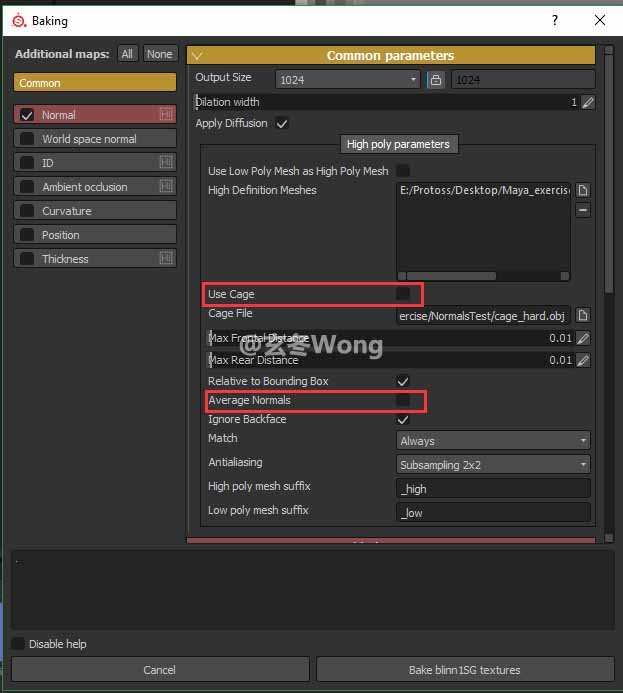 Baking
? 
Additional maps: All None
Common
Normal HI
World space normal
ID HI
Ambient occlusion HI
Curvature
Position
Thickness HI
Common parameters
Output Size 1024 1024
Dilation width 1
Apply Diffusion
High poly parameters
Use Low Poly Mesh as High Poly Mesh
High Definition Meshes E:/Protoss/Desktop/Maya_exercise
Use Cage
Cage File ercise/NormalsTest/cage_hard.obj
Max Frontal Distance 0.01
@玄冬Wong
Max Rear Distance 0.01
Relative to Bounding Box
Average Normals
Ignore Backface
Match Always
Antialiasing Subsampling 2x2
High poly mesh suffix _high
Low poly mesh suffix _low
.
Disable help
Cancel Bake blinn1SG textures